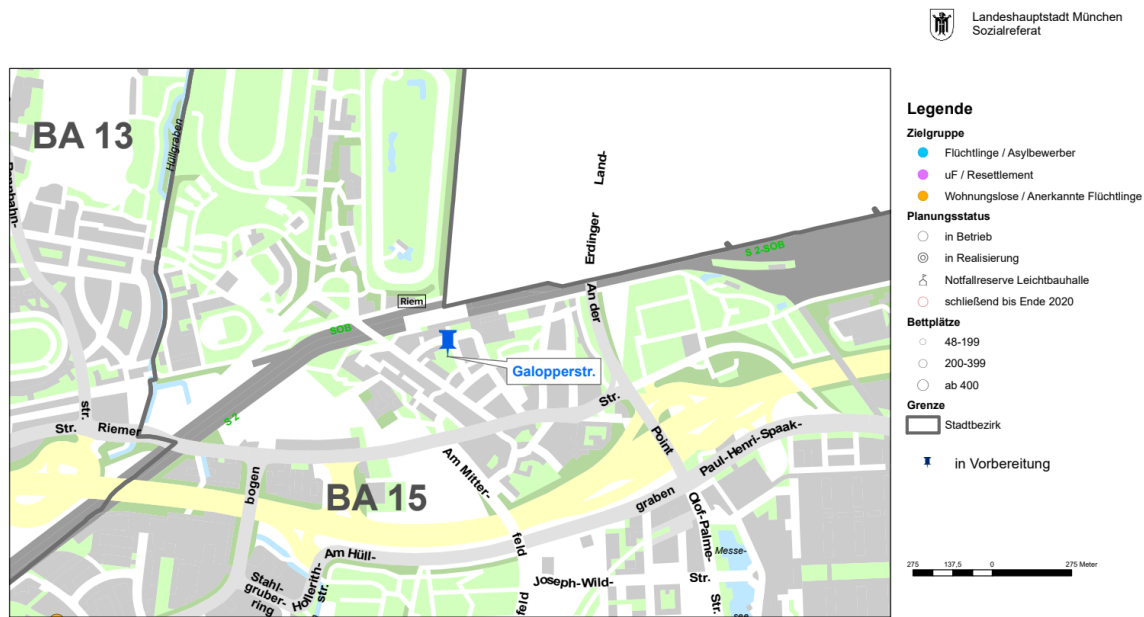 Landeshauptstadt München
Sozialreferat
BA 13
Hüllgraben
Land-
Erdinger
An der
S 2-SOB
Riem
SOB
Galopperstr.
S 2
str.
Str.
Riemer
Str.
Point
Paul-Henri-Spaak-
bogen
Am Mitter-
BA 15
graben
Olof-Palme-
feld
Am Hüll-
Messe-
Stahl-
gruber-
ring
Hollerith-
str.
Joseph-Wild-
Str.
feld
Str.
see
Legende
Zielgruppe
Flüchtlinge / Asylbewerber
uF / Resettlement
Wohnungslose / Anerkannte Flüchtlinge
Planungsstatus
in Betrieb
in Realisierung
Notfallreserve Leichtbauhalle
schließend bis Ende 2020
Bettplätze
48-199
200-399
ab 400
Grenze
Stadtbezirk
in Vorbereitung
275 137,5 0 275 Meter